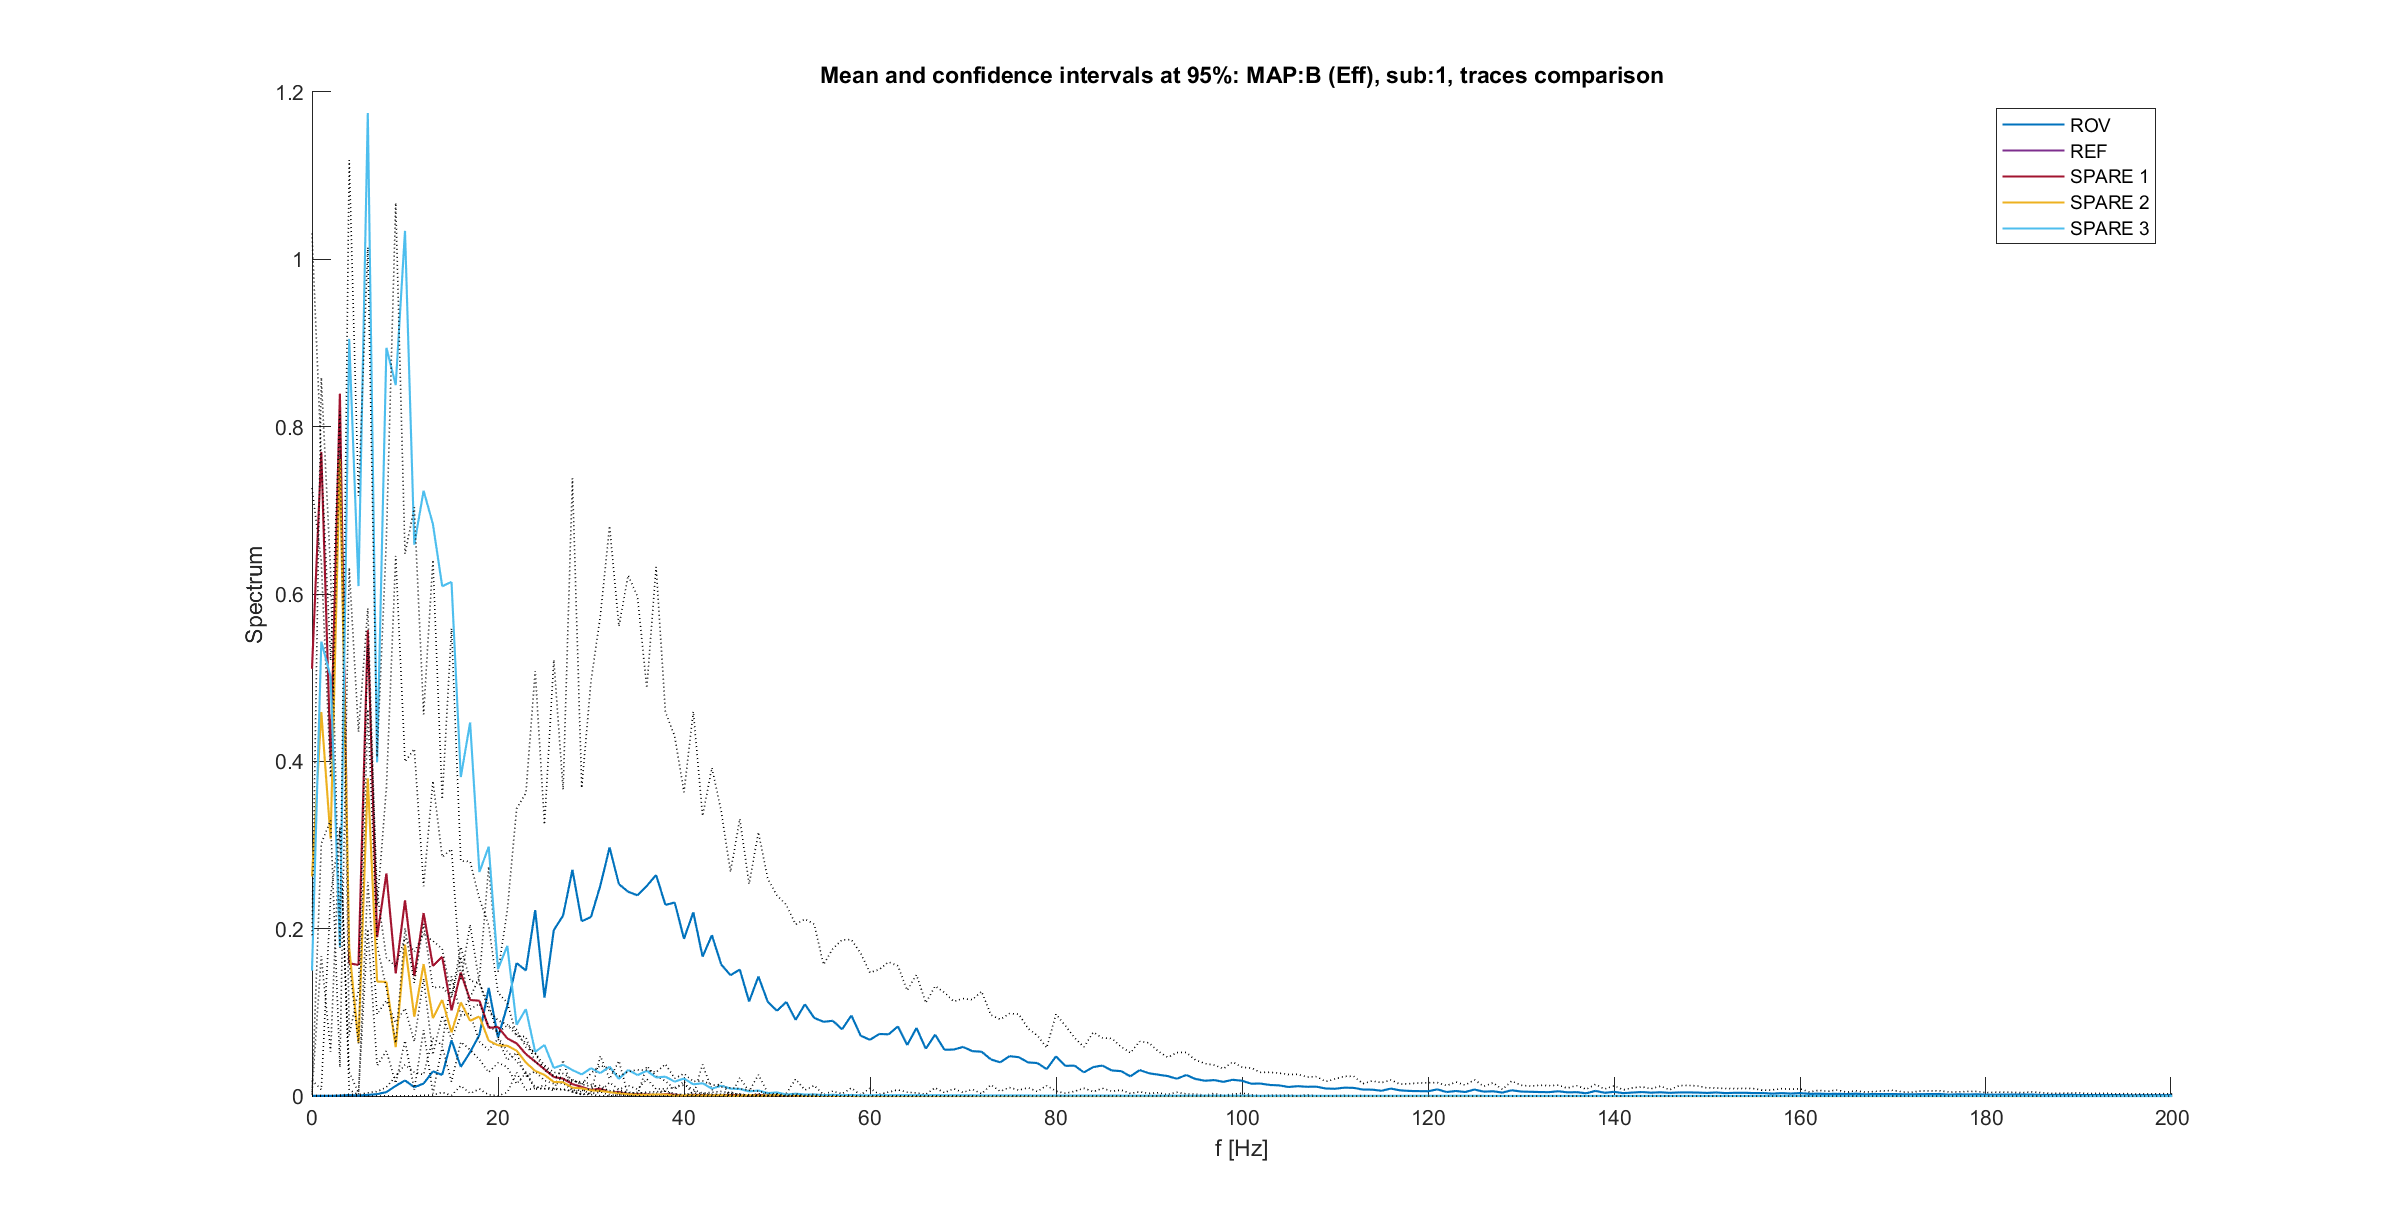 Mean and confidence intervals at 95%: MAP:B (Eff), sub:1, traces comparison
1.2
1
0.8
0.6
0.4
0.2
0
Spectrum
ROV
REF
SPARE 1
SPARE 2
SPARE 3
0 20 40 60 80 100 120 140 160 180 200
f [Hz]